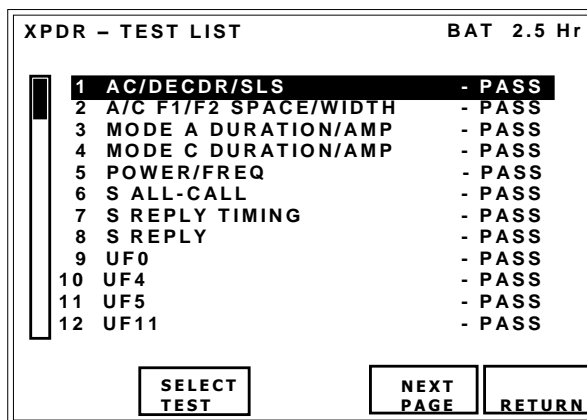 XPDR – TEST LIST BAT 2.5 Hr
1 AC/DECDR/SLS - PASS
2 A/C F1/F2 SPACE/WIDTH - PASS
3 MODE A DURATION/AMP - PASS
4 MODE C DURATION/AMP - PASS
5 POWER/FREQ - PASS
6 S ALL-CALL - PASS
7 S REPLY TIMING - PASS
8 S REPLY - PASS
9 UF0 - PASS
10 UF4 - PASS
11 UF5 - PASS
12 UF11 - PASS
SELECT
TEST
NEXT
PAGE
RETURN